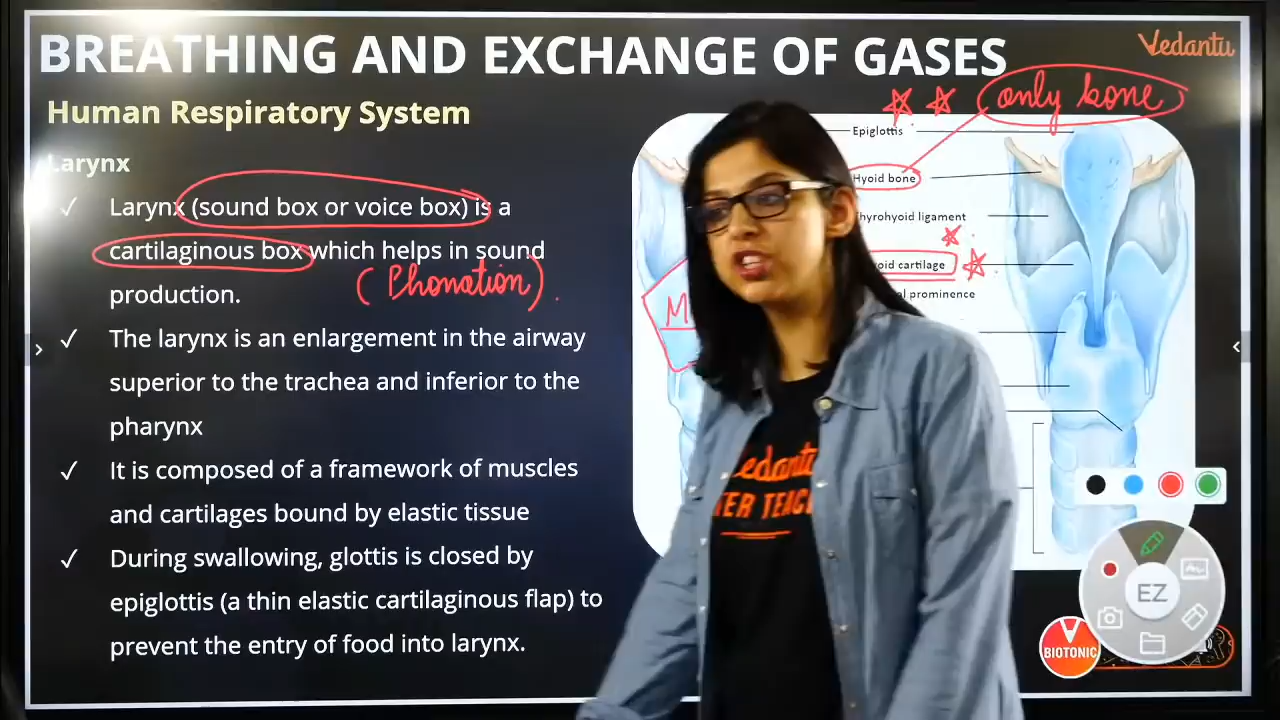 BREATHING AND EXCHANGE OF GASES
Vedantu
only bone
Human Respiratory System
Larynx
✓ Larynx (sound box or voice box) is a
cartilaginous box which helps in sound
(Phonation).
production.
✓ The larynx is an enlargement in the airway
superior to the trachea and inferior to the
pharynx
✓ It is composed of a framework of muscles
and cartilages bound by elastic tissue
✓ During swallowing, glottis is closed by
epiglottis (a thin elastic cartilaginous flap) to
prevent the entry of food into larynx.
Epiglottis
Hyoid bone
Thyrohyoid ligament
cartilage
prominence
M
EZ
V
BIOTONIC